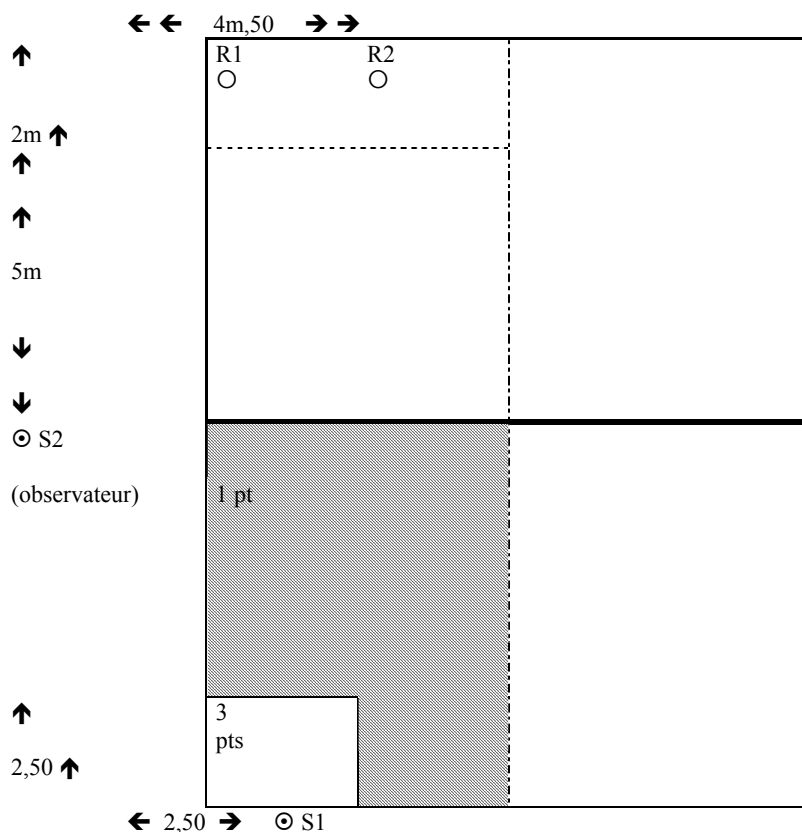 ← ← 4m,50 → →
↑ R1 R2
○ ○
2m ↑
↑
↑
5m
↓
↓
⊙ S2
(observateur) 1 pt
↑ 3
pts
2,50 ↑
← 2,50 → ⊙ S1